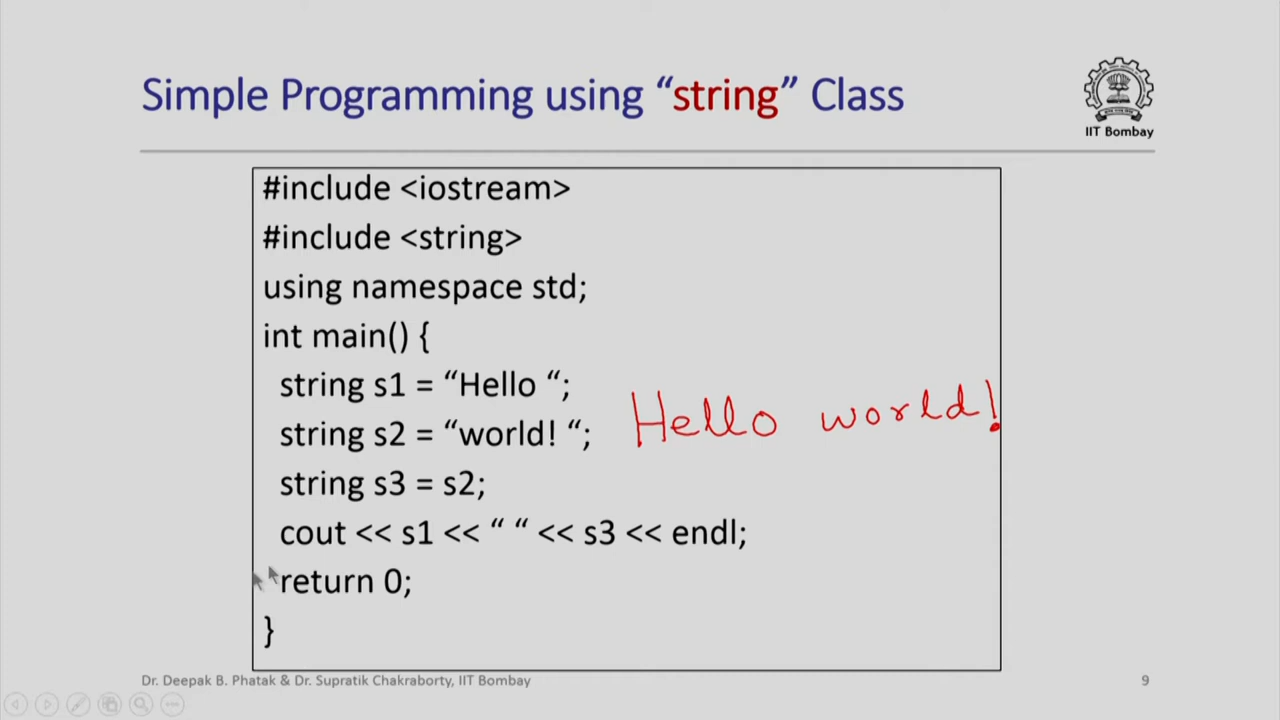 Simple Programming using “string” Class
IIT Bombay
#include <iostream>
#include <string>
using namespace std;
int main() {
string s1 = “Hello “;
string s2 = “world! “;
Hello world!
string s3 = s2;
cout << s1 << “ “ << s3 << endl;
return 0;
}
Dr. Deepak B. Phatak & Dr. Supratik Chakraborty, IIT Bombay
9